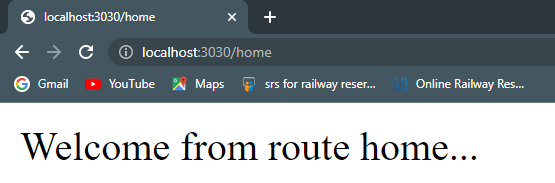 localhost:3030/home
localhost:3030/home
Gmail YouTube Maps srs for railway reser... Online Railway Res...
Welcome from route home...